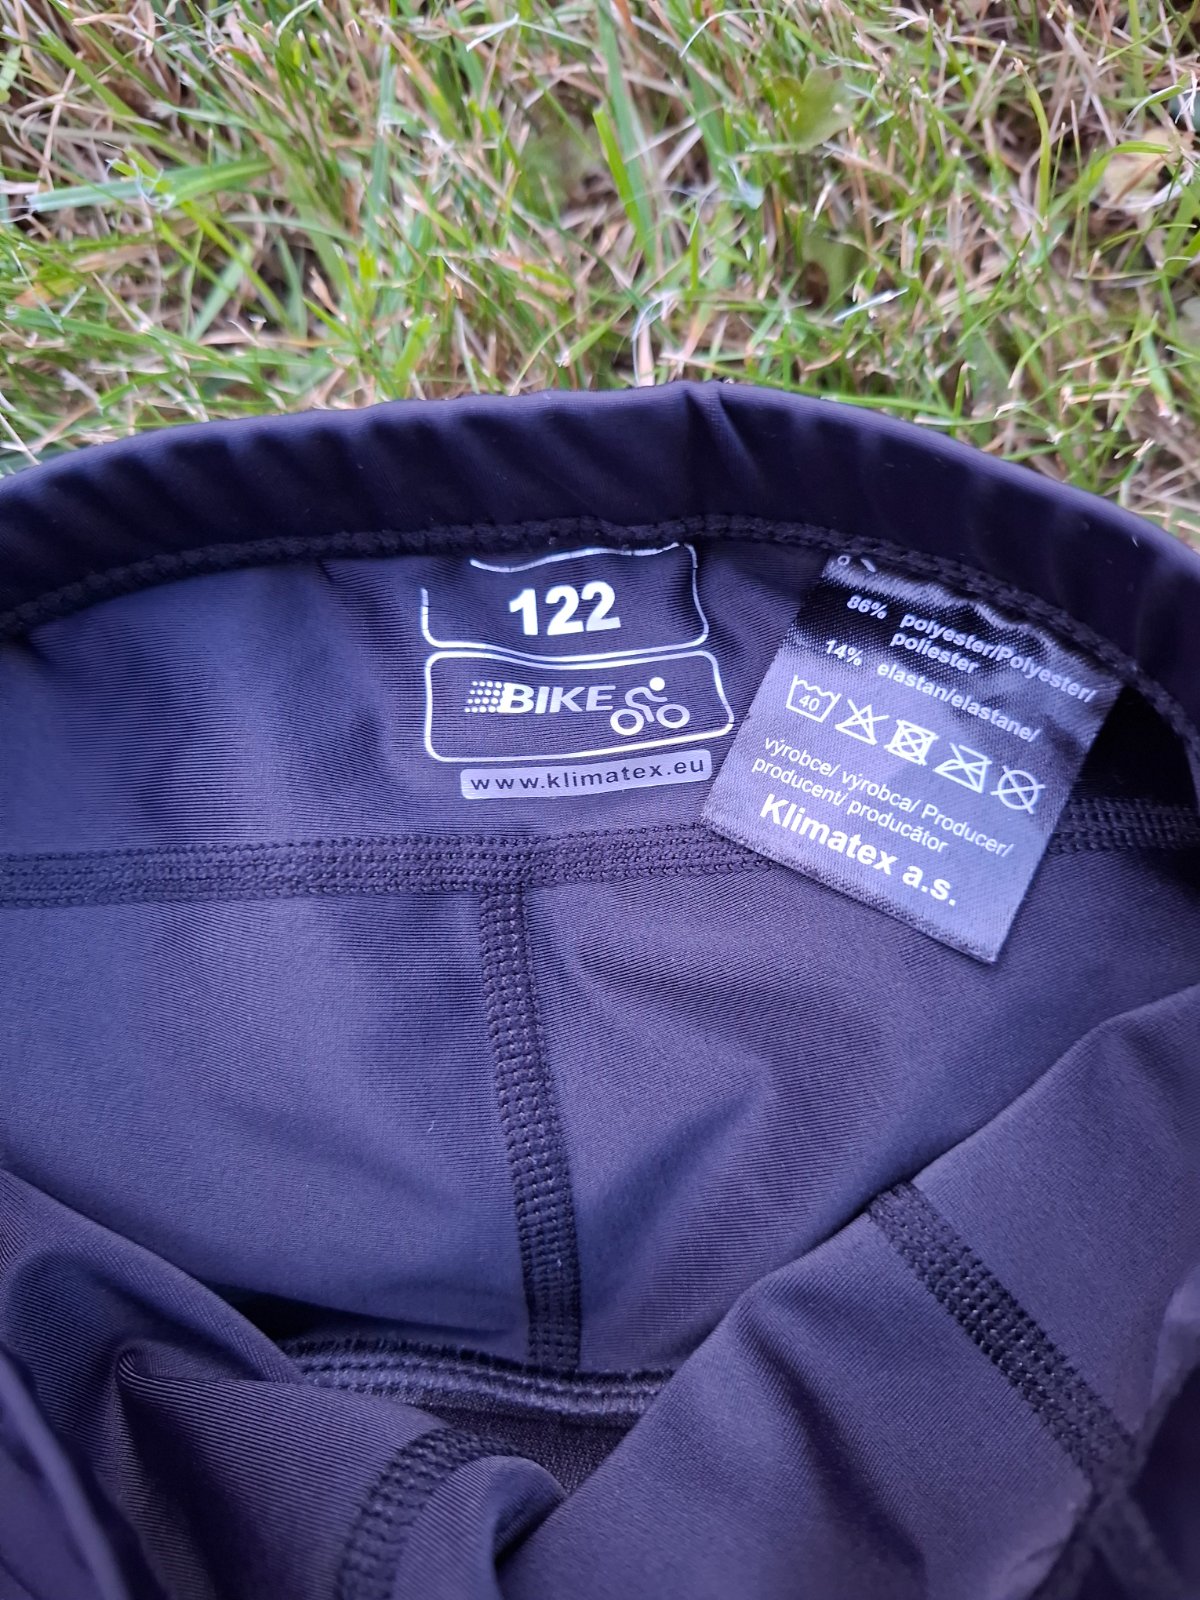 122
BIKE
www.klimatex.eu
86% polyester/Polyester/
poliester
14% elastan/elastane/
40
výrobce/ výrobca/ Producer/
producent/ producător
Klimatex a.s.